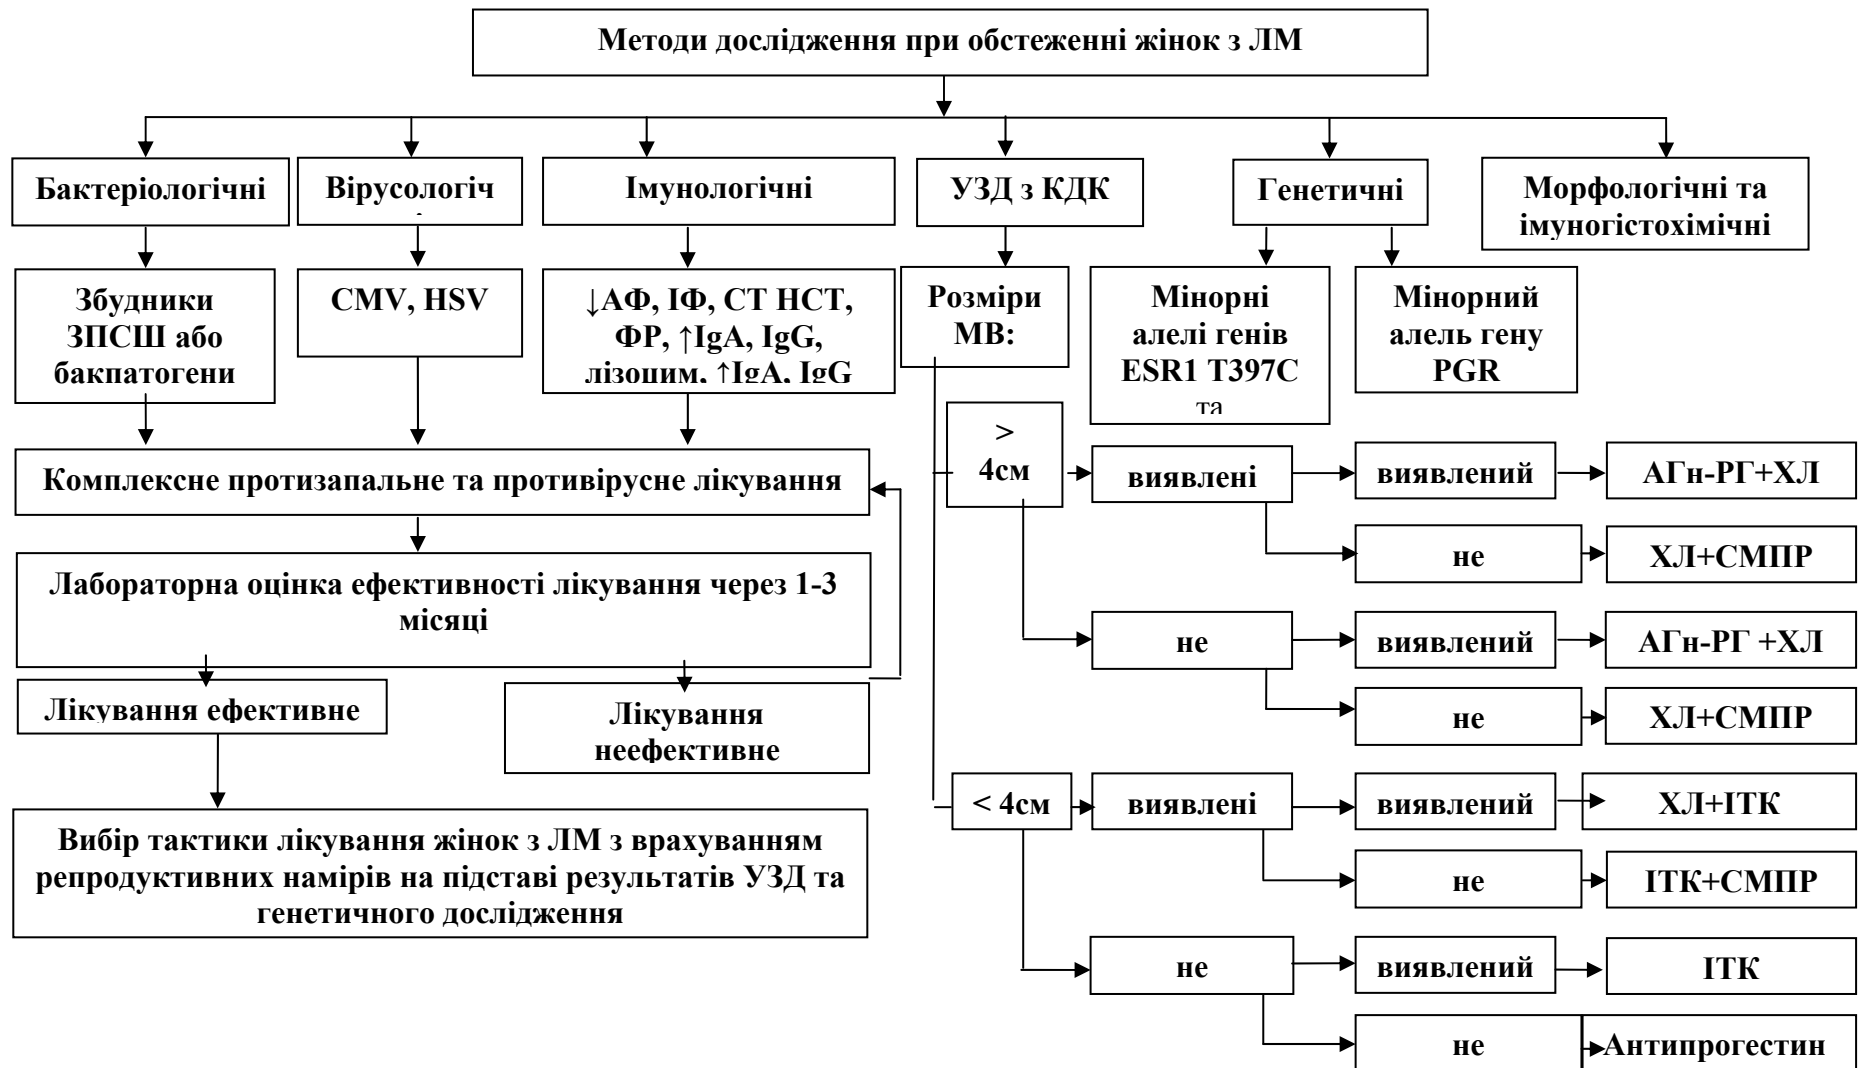 Методи дослідження при обстеженні жінок з ЛМ
Бактеріологічні
Вірусологіч
Імунологічні
УЗД з КДК
Генетичні
Морфологічні та
імуногістохімічні
Збудники
ЗПСШ або
бакпатогени
CMV, HSV
↓АФ, ІФ, СТ НСТ,
ФР, ↑IgA, IgG,
лізоцим, ↑IgA, IgG
Розміри
МВ:
Мінорні
алелі генів
ESR1 T397C
та
Мінорний
алель гену
PGR
>
4см
виявлені
виявлений
АГн-РГ+ХЛ
не
ХЛ+СМПР
не
виявлений
АГн-РГ +ХЛ
не
ХЛ+СМПР
< 4см
виявлені
виявлений
ХЛ+ІТК
не
ІТК+СМПР
не
виявлений
ІТК
не
Антипрогестин
Комплексне протизапальне та противірусне лікування
Лабораторна оцінка ефективності лікування через 1-3
місяці
Лікування ефективне
Лікування
неефективне
Вибір тактики лікування жінок з ЛМ з врахуванням
репродуктивних намірів на підставі результатів УЗД та
генетичного дослідження